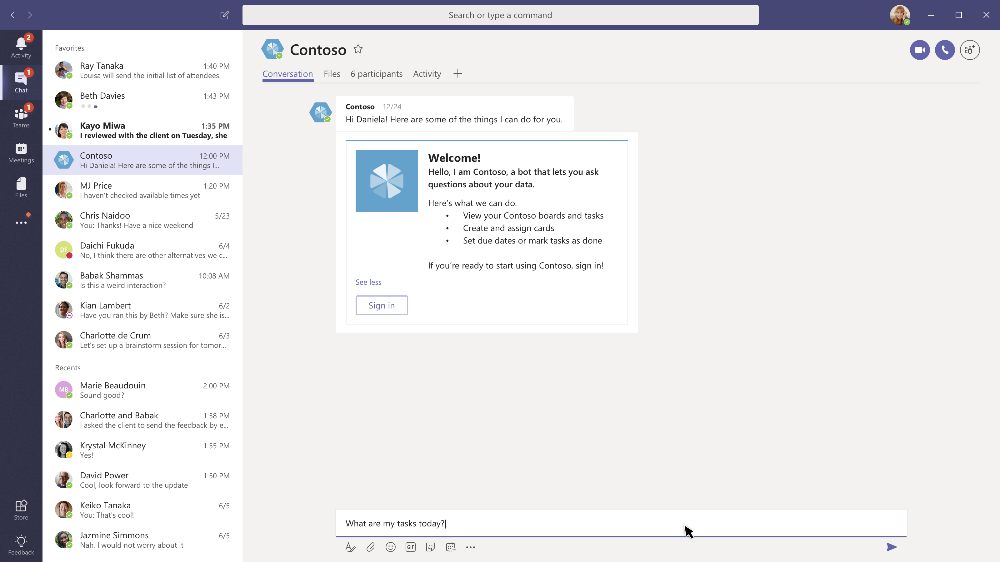 Search or type a command
2
Activity
1
Chat
1
Teams
Meetings
Files
Store
Feedback
Favorites
Ray Tanaka 1:40 PM
Louisa will send the initial list of attendees
Beth Davies 1:43 PM
Kayo Miwa 1:35 PM
I reviewed with the client on Tuesday, she
Contoso 12:00 PM
Hi Daniela! Here are some of the things I...
MJ Price 1:20 PM
I haven't checked available times yet
Chris Naidoo 5/23
You: Thanks! Have a nice weekend
DF
Daichi Fukuda 6/4
No, I think there are other alternatives we c...
Babak Shammas 10:08 AM
Is this a weird interaction?
Kian Lambert 6/2
Have you ran this by Beth? Make sure she is...
Charlotte de Crum 6/3
Let's set up a brainstorm session for tomor...
Recents
MB
Marie Beaudouin 2:00 PM
Sound good?
Charlotte and Babak 1:58 PM
I asked the client to send the feedback by e...
Krystal McKinney 1:55 PM
Yes!
David Power 1:50 PM
Cool, look forward to the update
Keiko Tanaka 6/5
You: That's cool!
Jazmine Simmons 6/5
Nah, I would not worry about it
Contoso
Conversation Files 6 participants Activity
Contoso 12/24
Hi Daniela! Here are some of the things I can do for you.
Welcome!
Hello, I am Contoso, a bot that lets you ask
questions about your data.
Here’s what we can do:
• View your Contoso boards and tasks
• Create and assign cards
• Set due dates or mark tasks as done
If you’re ready to start using Contoso, sign in!
See less
Sign in
What are my tasks today?
GIF